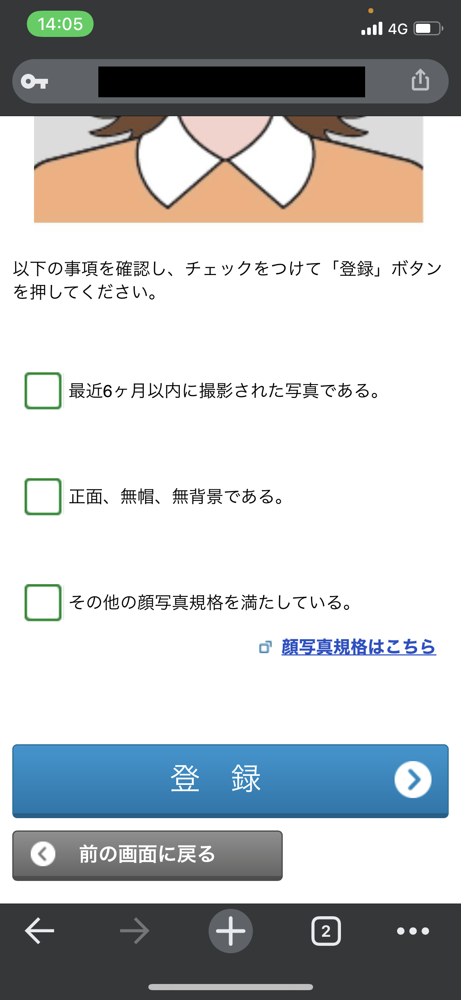 14:05
4G
以下の事項を確認し、チェックをつけて「登録」ボタン
を押してください。
最近6ヶ月以内に撮影された写真である。
正面、無帽、無背景である。
その他の顔写真規格を満たしている。
顔写真規格はこちら
登　録
前の画面に戻る
2